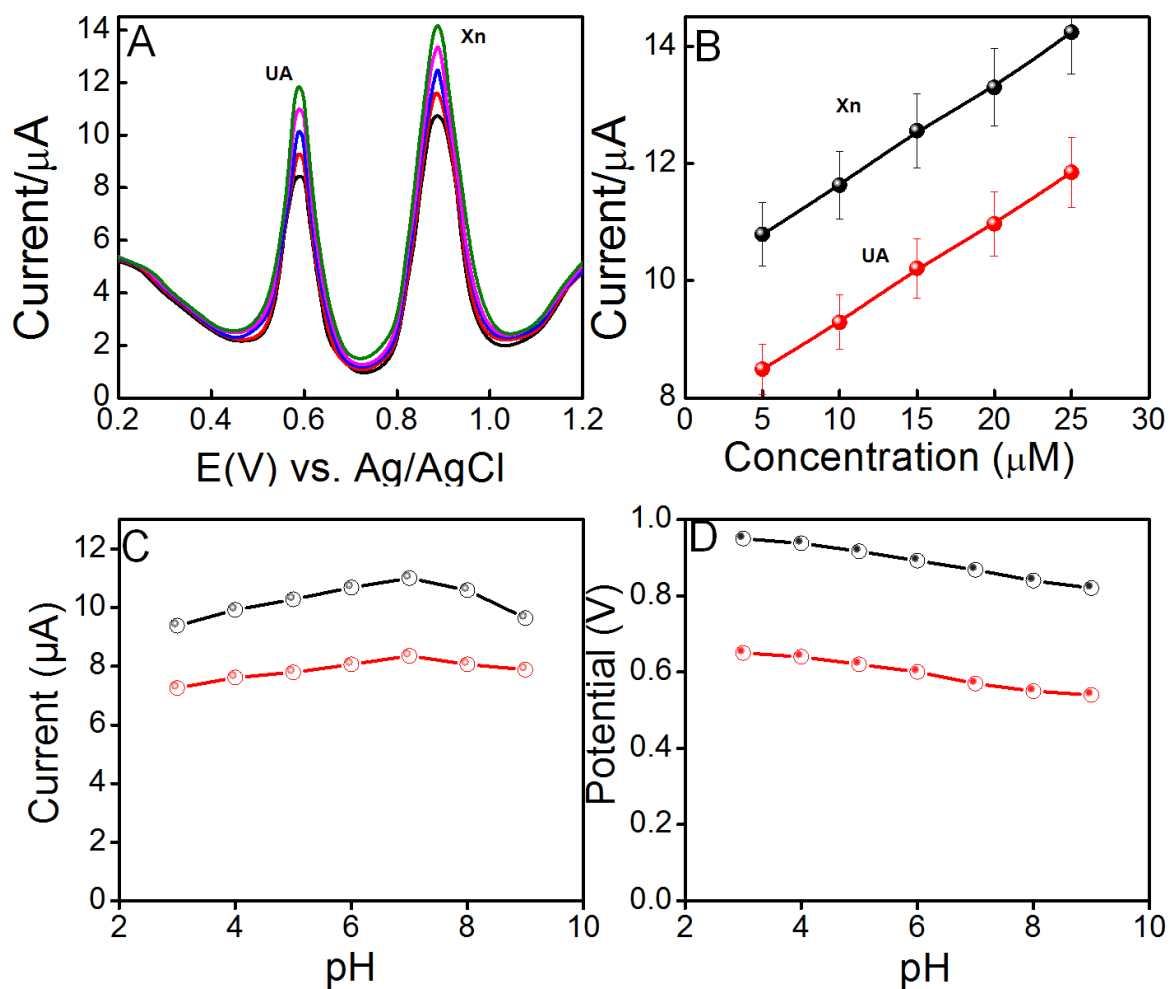 A
UA
Xn
Current/μA
14
12
10
8
6
4
2
0
0.2 0.4 0.6 0.8 1.0 1.2
E(V) vs. Ag/AgCl
B
Xn
UA
Current/μA
14
12
10
8
0 5 10 15 20 25 30
Concentration (μM)
C
Current (μA)
12
10
8
6
4
2
0
2 4 6 8 10
pH
D
Potential (V)
1.0
0.8
0.6
0.4
0.2
0.0
2 4 6 8 10
pH